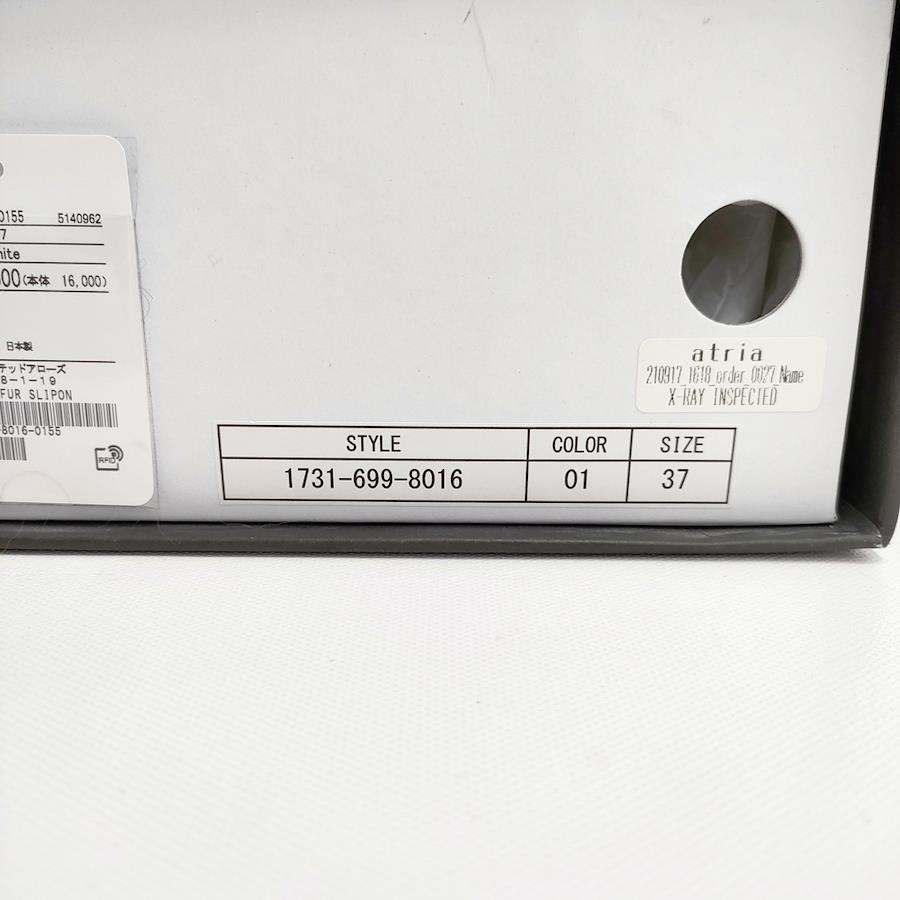 0155 5140962
7
hite
00(本体 16,000)
日本製
テッドアローズ
8-1-19
FUR SLIPON
-8016-0155
RFID
atria
210917_1618_order_0027_Name
X-RAY INSPECTED
STYLE COLOR SIZE
1731-699-8016 01 37